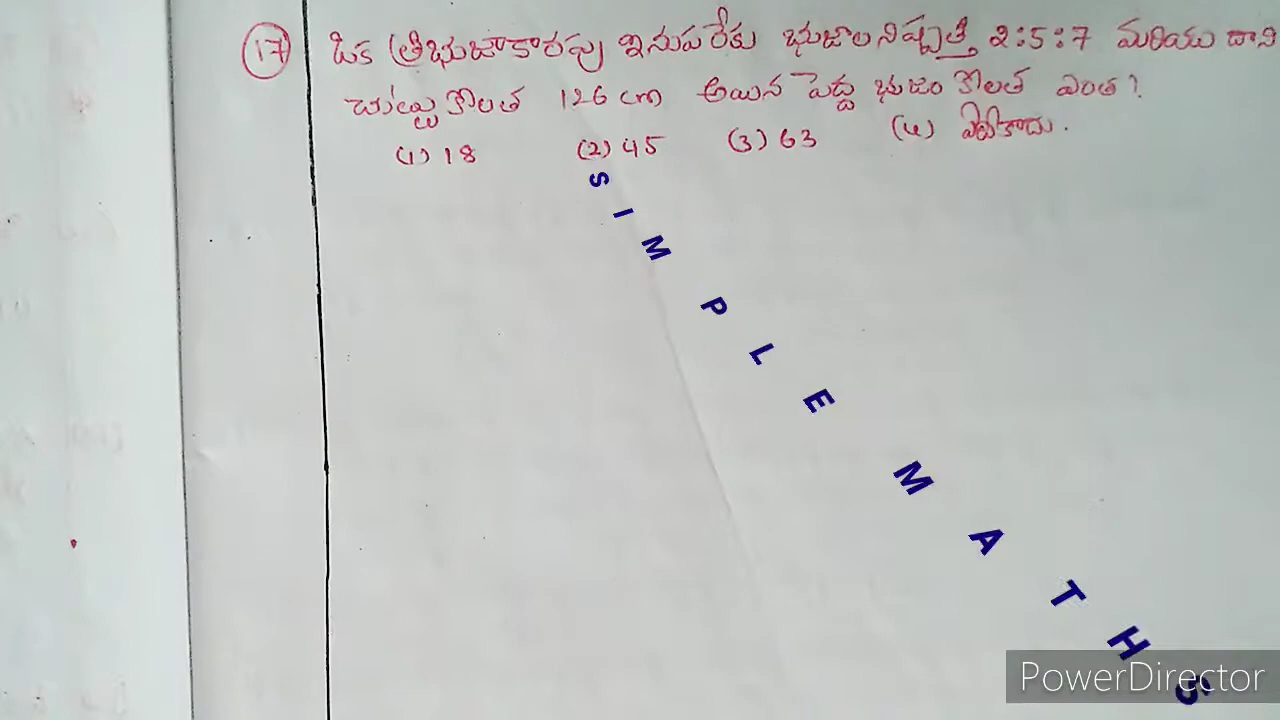 17 ఒక త్రిభుజాకారపు ఇనుపరేకు భుజాల నిష్పత్తి 2:5:7 మరియు దాని
చుట్టుకొలత 126 cm అయిన పెద్ద భుజం కొలత ఎంత?
(1) 18 (2) 45 (3) 63 (4) ఏదీకాదు.
SIMPLE MATHS
PowerDirector